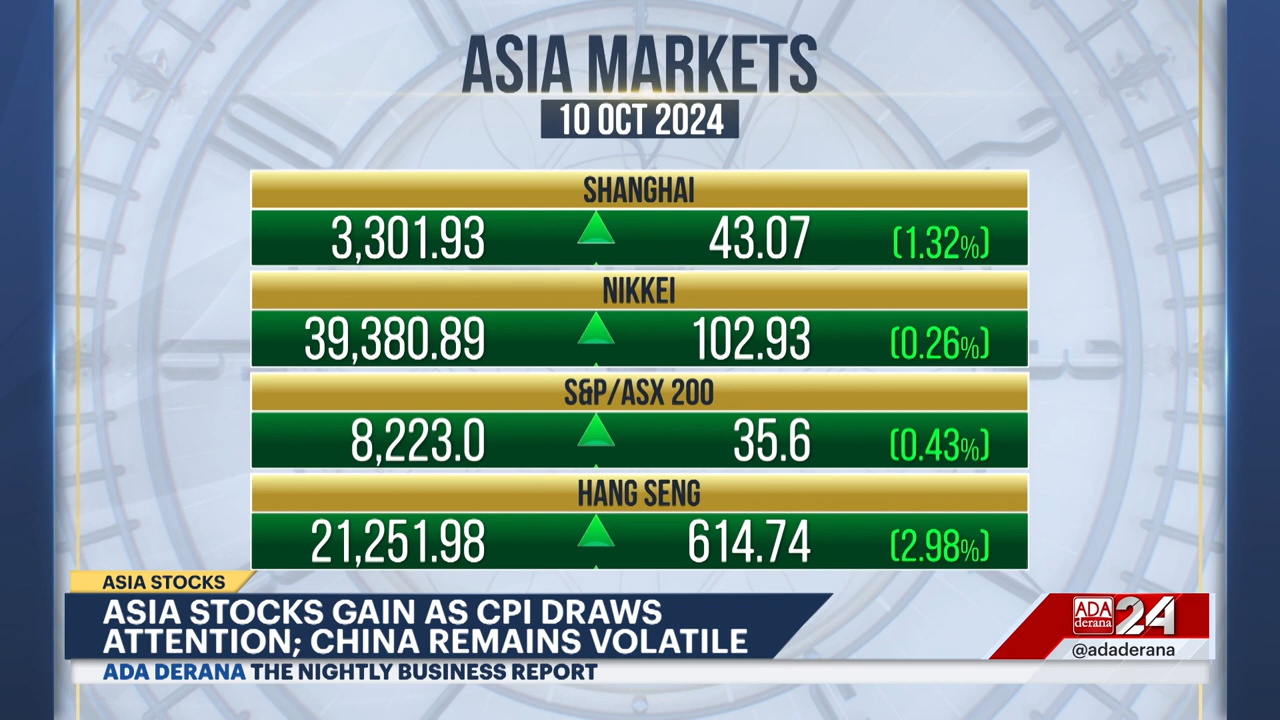 ASIA MARKETS
10 OCT 2024
SHANGHAI
3,301.93 43.07 (1.32%)
NIKKEI
39,380.89 102.93 (0.26%)
S&P/ASX 200
8,223.0 35.6 (0.43%)
HANG SENG
21,251.98 614.74 (2.98%)
ASIA STOCKS
ASIA STOCKS GAIN AS CPI DRAWS
ATTENTION; CHINA REMAINS VOLATILE
ADA DERANA THE NIGHTLY BUSINESS REPORT
ADA
derana
24
@adaderana